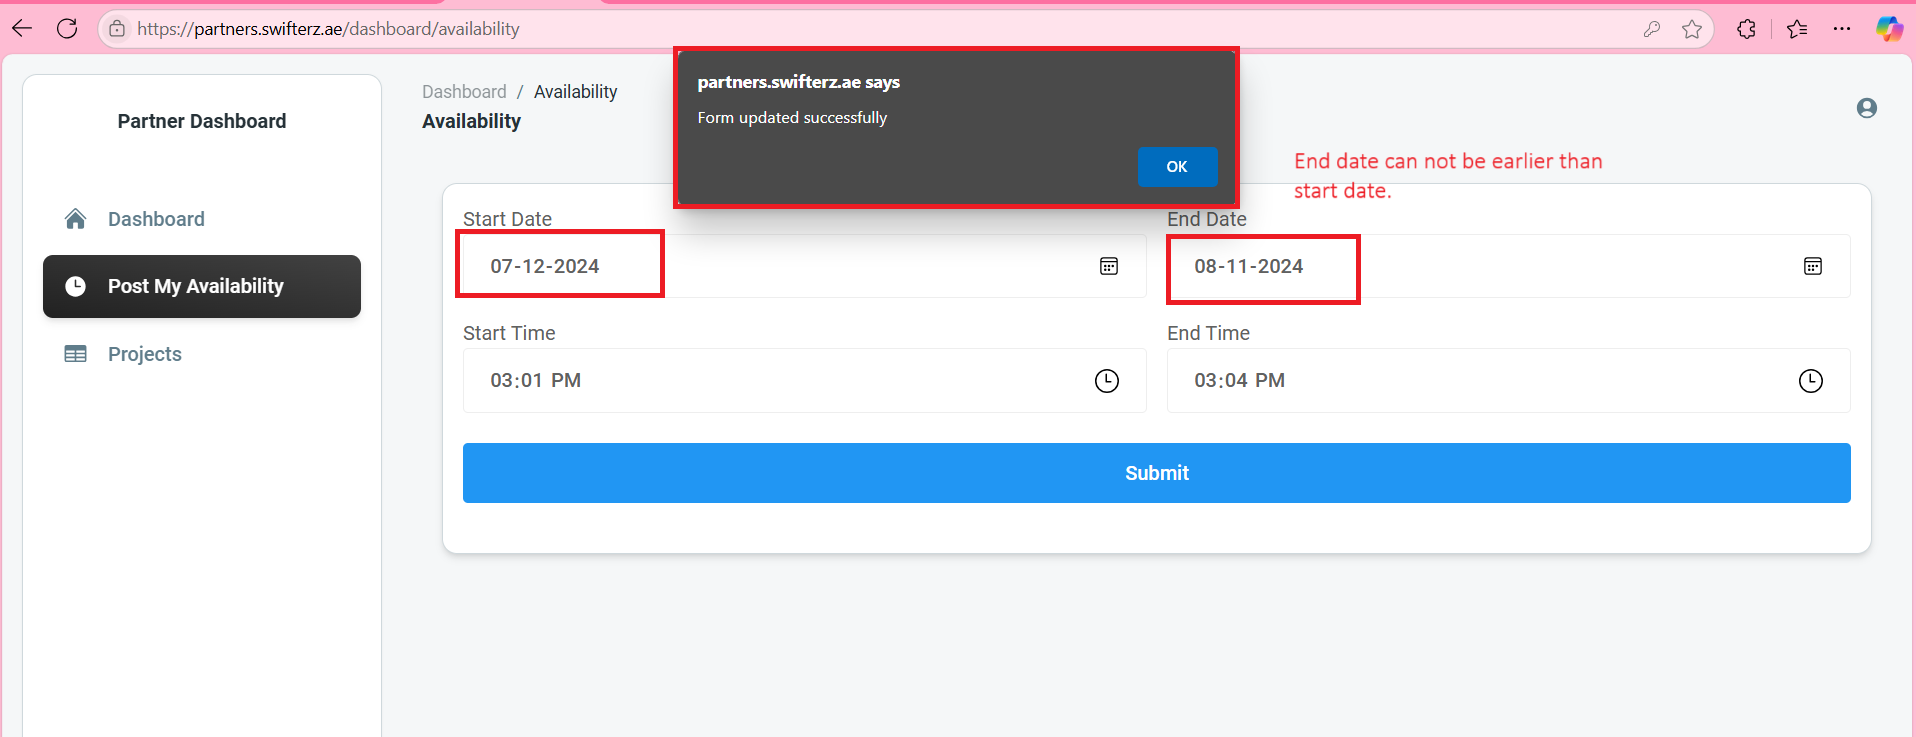 https://partners.swifterz.ae/dashboard/availability
partners.swifterz.ae says
Form updated successfully
OK
Partner Dashboard
Dashboard
Post My Availability
Projects
Dashboard / Availability
Availability
End date can not be earlier than
start date.
Start Date
End Date
07-12-2024
08-11-2024
Start Time
End Time
03:01 PM
03:04 PM
Submit